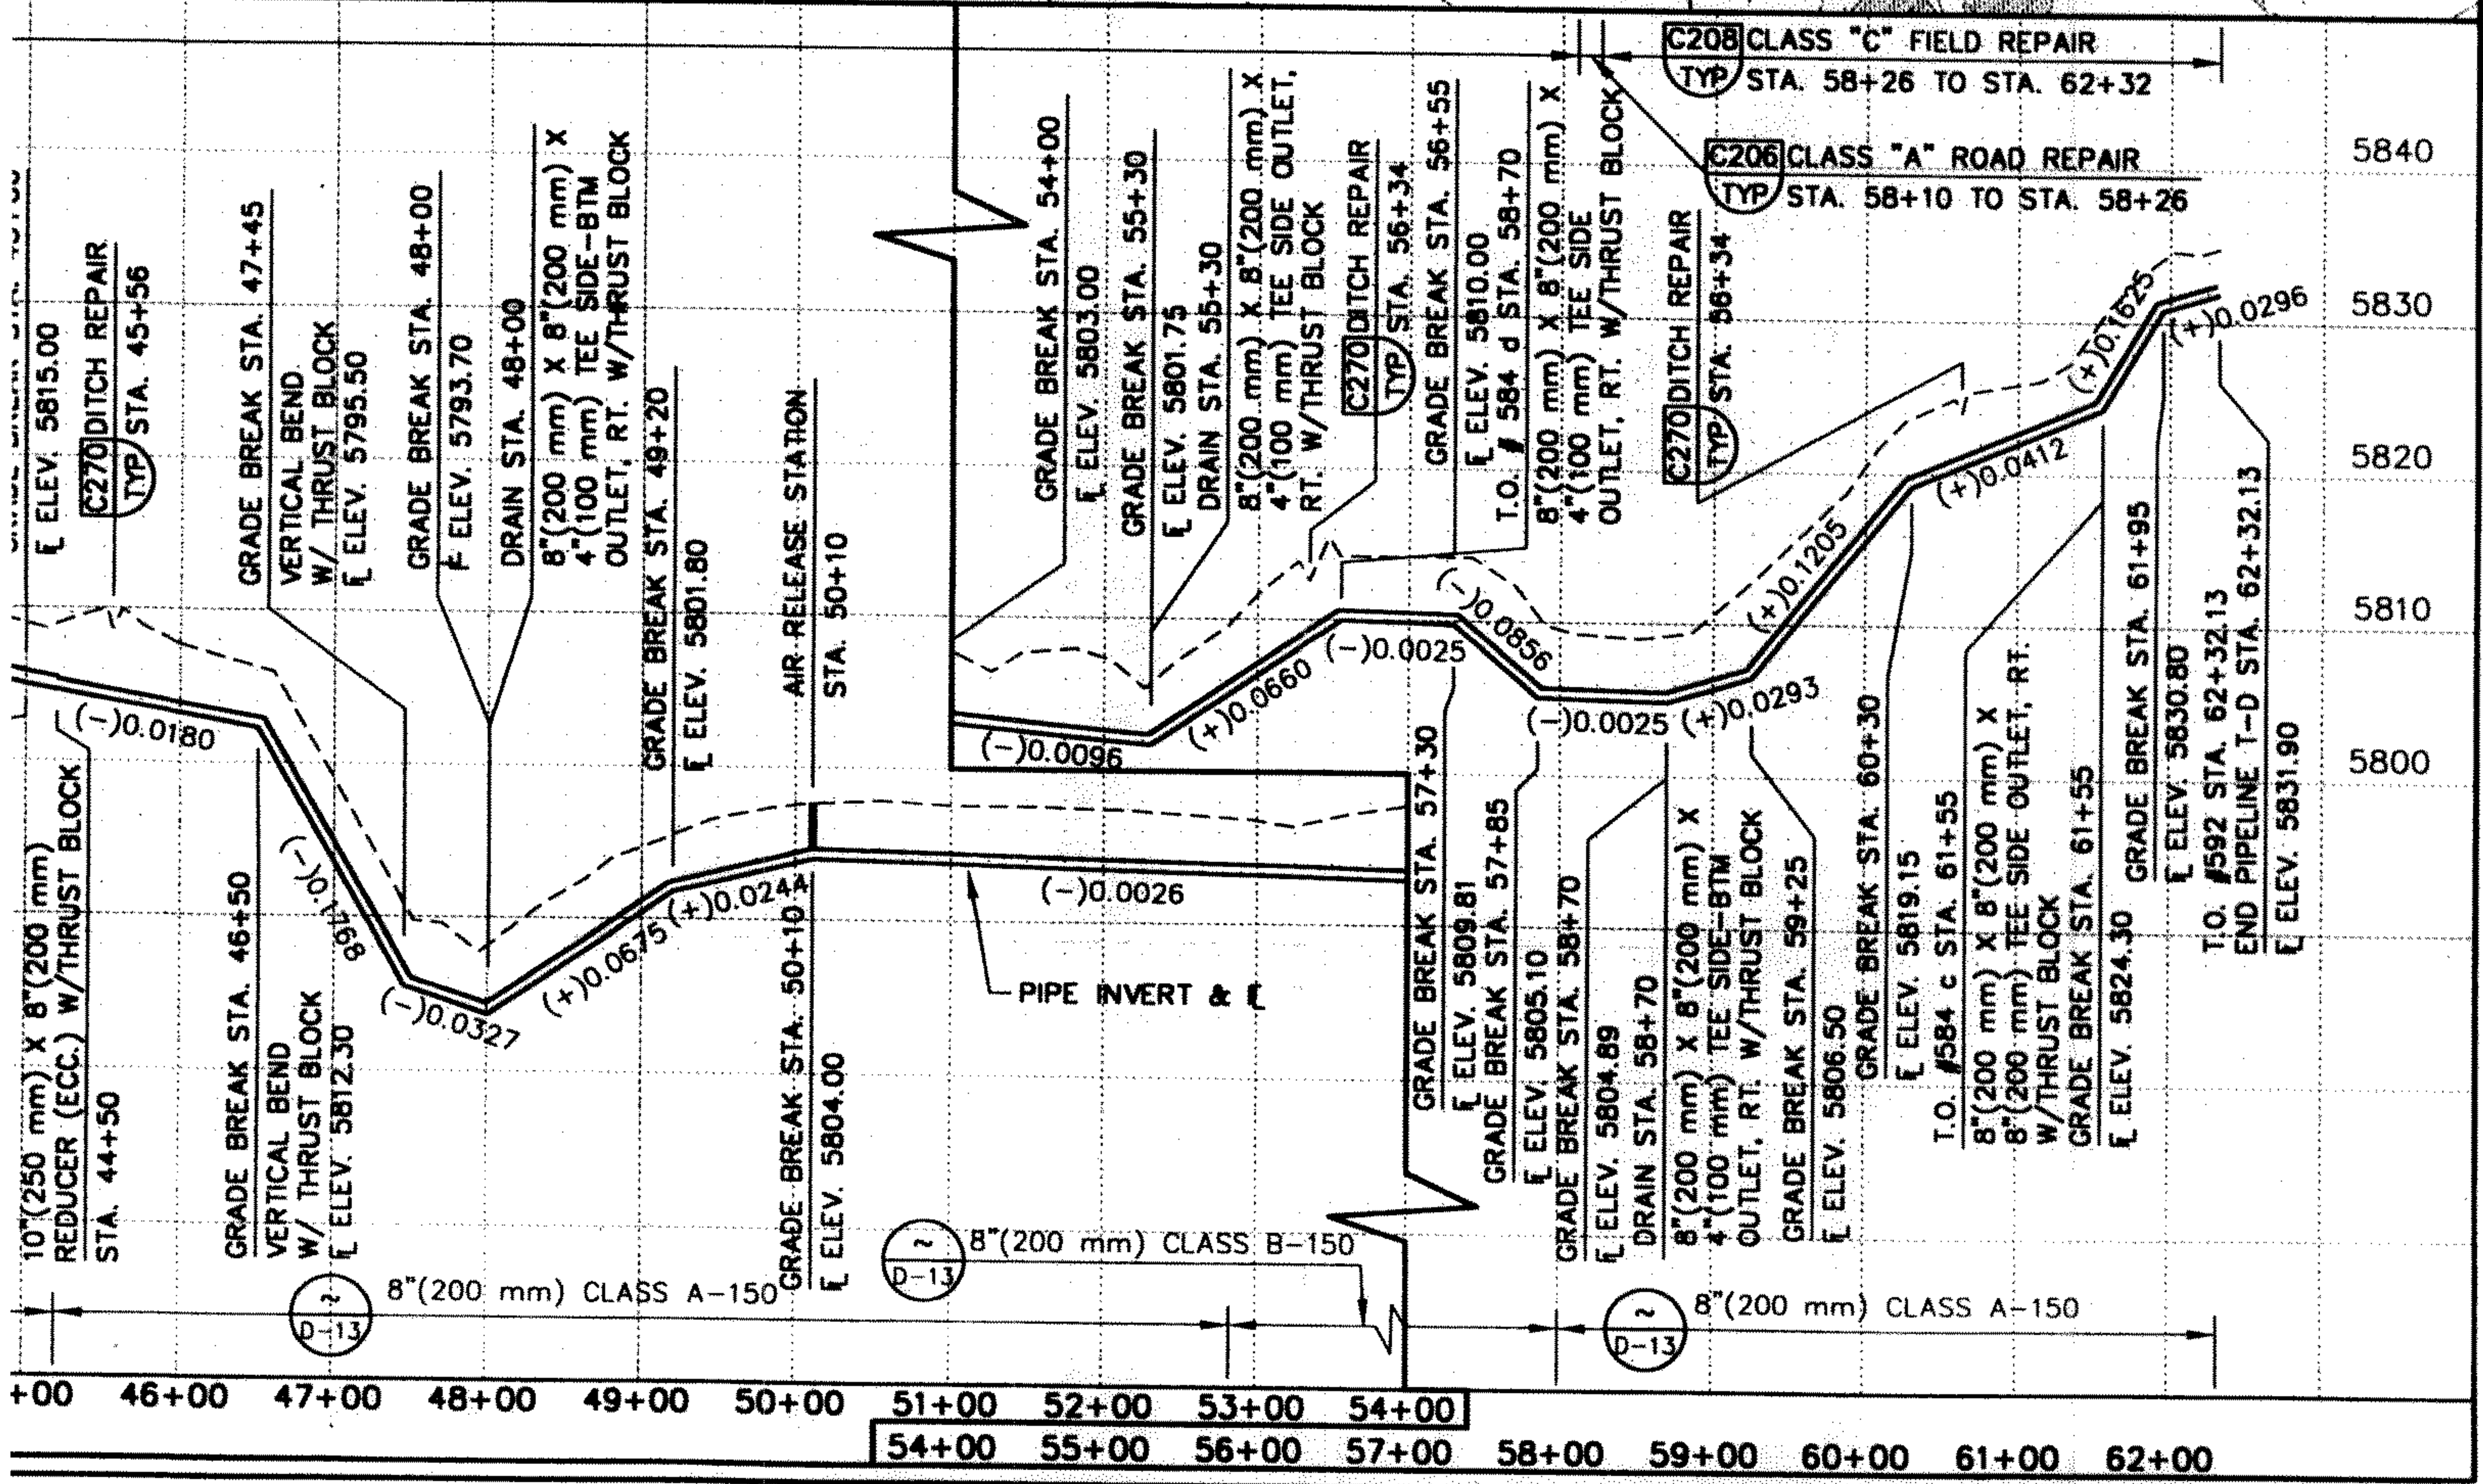 C208 CLASS "C" FIELD REPAIR
TYP STA. 58+26 TO STA. 62+32
C206 CLASS "A" ROAD REPAIR
TYP STA. 58+10 TO STA. 58+26
5840
5830
5820
5810
5800
ELEV. 5815.00
C270 DITCH REPAIR
TYP STA. 45+56
GRADE BREAK STA. 47+45
VERTICAL BEND
W/ THRUST BLOCK
ELEV. 5795.50
GRADE BREAK STA. 48+00
ELEV. 5793.70
DRAIN STA. 48+00
8"(200 mm) X 8"(200 mm) X
4"(100 mm) TEE SIDE-BTM
OUTLET, RT. W/THRUST BLOCK
GRADE BREAK STA. 49+20
℄ ELEV. 5801.80
AIR-RELEASE STATION
STA. 50+10
GRADE BREAK STA. 54+00
℄ ELEV. 5803.00
GRADE BREAK STA. 55+30
℄ ELEV. 5801.75
DRAIN STA. 55+30
8"(200 mm) X 8"(200 mm) X
4"(100 mm) TEE SIDE OUTLET,
RT. W/THRUST BLOCK
C270 DITCH REPAIR
TYP STA. 56+34
GRADE BREAK STA. 56+55
℄ ELEV. 5810.00
T.O. # 584 d STA. 58+70
8"(200 mm) X 8"(200 mm) X
4"(100 mm) TEE SIDE
OUTLET, RT. W/THRUST BLOCK
C270 DITCH REPAIR
TYP STA. 56+34
(-)0.0180
(-)0.1768
(-)0.0327
(+)0.0675
(+)0.0244
(-)0.0026
(-)0.0096
(+)0.0660
(-)0.0025
(-)0.0856
(-)0.0025
(+)0.0293
(+)0.1205
(+)0.0412
(+)0.1625
(+)0.0296
10"(250 mm) X 8"(200 mm)
REDUCER (ECC.) W/THRUST BLOCK
STA. 44+50
GRADE BREAK STA. 46+50
VERTICAL BEND
W/ THRUST BLOCK
℄ ELEV. 5812.30
GRADE BREAK STA. 50+10
℄ ELEV. 5804.00
PIPE INVERT & ℄
GRADE BREAK STA. 57+30
℄ ELEV. 5809.81
GRADE BREAK STA. 57+85
℄ ELEV. 5805.10
GRADE BREAK STA. 58+70
℄ ELEV. 5804.89
DRAIN STA. 58+70
8"(200 mm) X 8"(200 mm) X
4"(100 mm) TEE SIDE-BTM
OUTLET, RT. W/THRUST BLOCK
GRADE BREAK STA. 59+25
℄ ELEV. 5806.50
GRADE BREAK STA. 60+30
℄ ELEV. 5819.15
T.O. #584 c STA. 61+55
8"(200 mm) X 8"(200 mm) X
8"(200 mm) TEE SIDE OUTLET, RT.
W/THRUST BLOCK
GRADE BREAK STA. 61+55
℄ ELEV. 5824.30
GRADE BREAK STA. 61+95
℄ ELEV. 5830.80
T.O. #592 STA. 62+32.13
END PIPELINE T-D STA. 62+32.13
℄ ELEV. 5831.90
~ D-13 8"(200 mm) CLASS A-150
~ D-13 8"(200 mm) CLASS B-150
~ D-13 8"(200 mm) CLASS A-150
+00 46+00 47+00 48+00 49+00 50+00 51+00 52+00 53+00 54+00
54+00 55+00 56+00 57+00 58+00 59+00 60+00 61+00 62+00